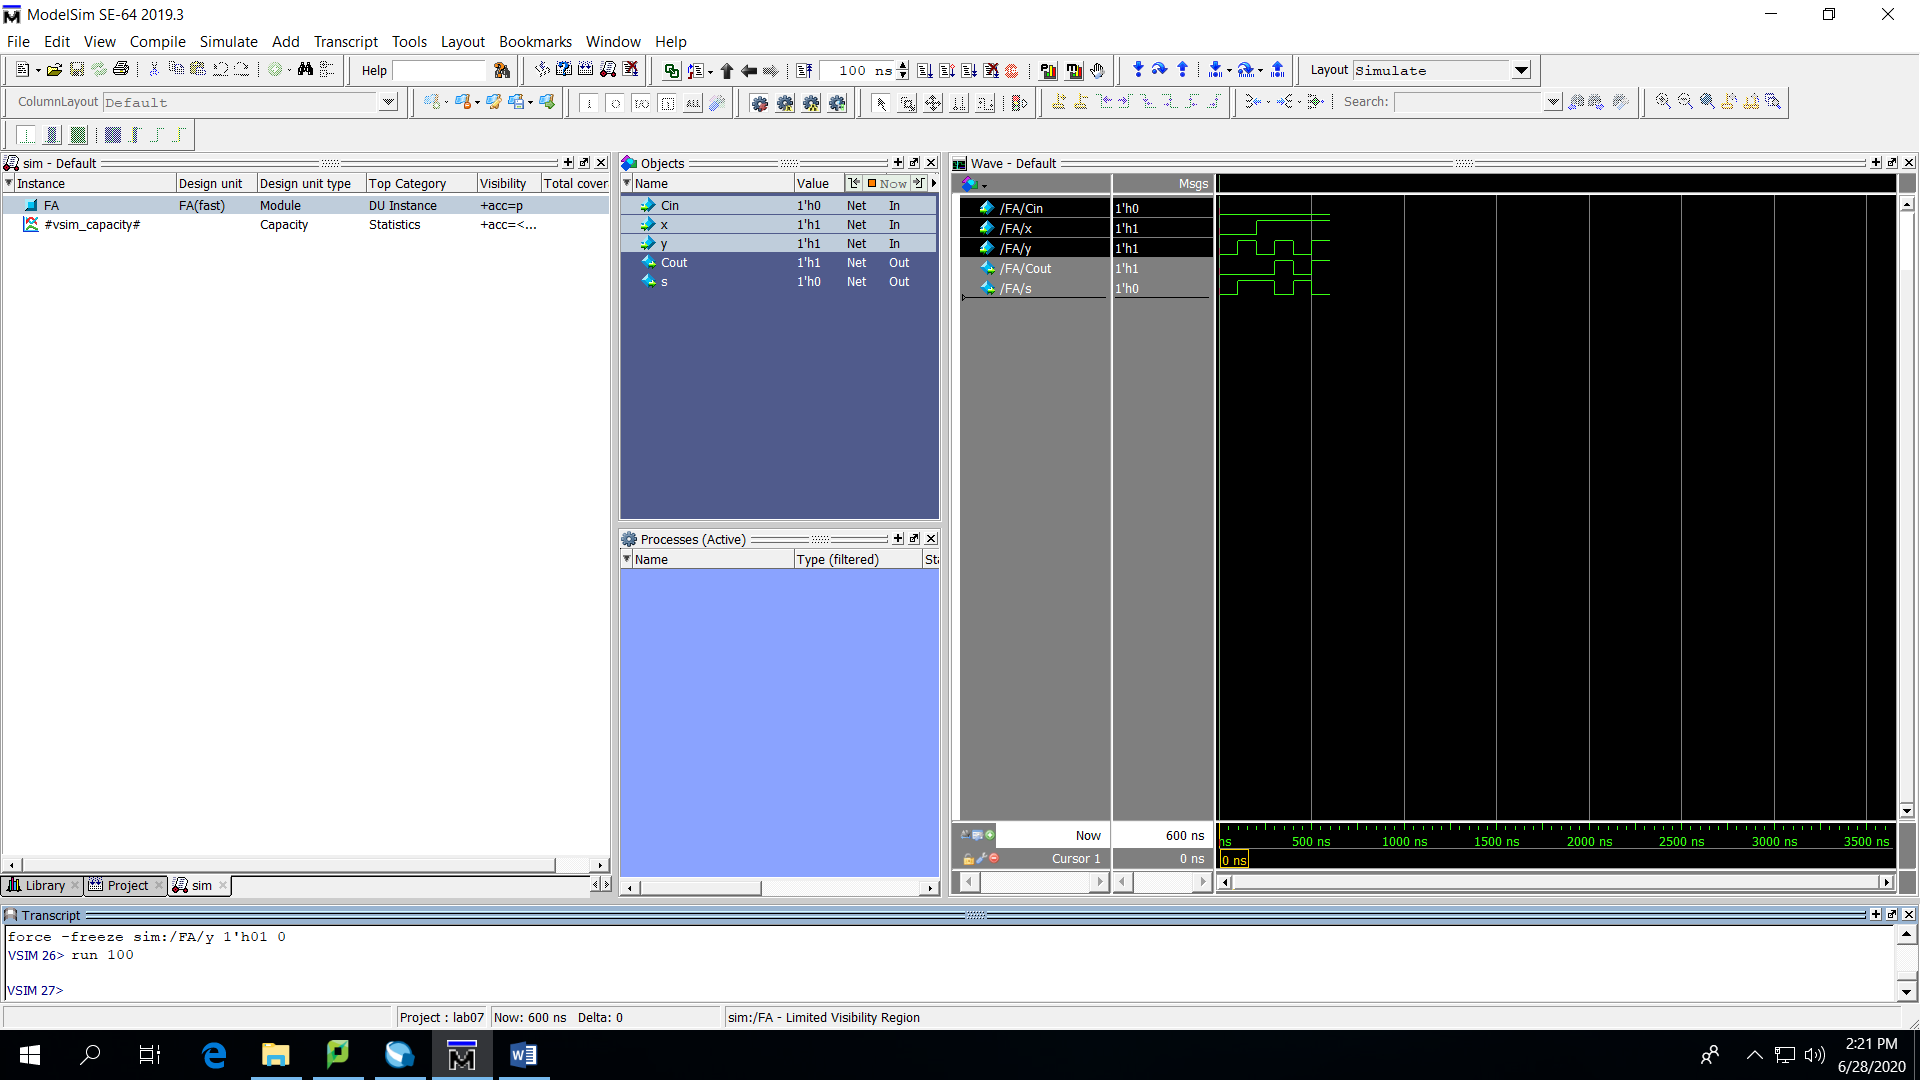 ModelSim SE-64 2019.3
File Edit View Compile Simulate Add Transcript Tools Layout Bookmarks Window Help
Help 100 ns Layout Simulate
ColumnLayout Default Search:
sim - Default
Instance Design unit Design unit type Top Category Visibility Total cover
FA FA(fast) Module DU Instance +acc=p
#vsim_capacity# Capacity Statistics +acc=<...
Library Project sim
Objects
Name Value Now
Cin 1'h0 Net In
x 1'h1 Net In
y 1'h1 Net In
Cout 1'h1 Net Out
s 1'h0 Net Out
Processes (Active)
Name Type (filtered) Sta
Wave - Default
Msgs
/FA/Cin 1'h0
/FA/x 1'h1
/FA/y 1'h1
/FA/Cout 1'h1
/FA/s 1'h0
Now 600 ns ns 500 ns 1000 ns 1500 ns 2000 ns 2500 ns 3000 ns 3500 ns
Cursor 1 0 ns 0 ns
Transcript
force -freeze sim:/FA/y 1'h01 0
VSIM 26> run 100
VSIM 27>
Project : lab07 Now: 600 ns Delta: 0 sim:/FA - Limited Visibility Region
2:21 PM
6/28/2020